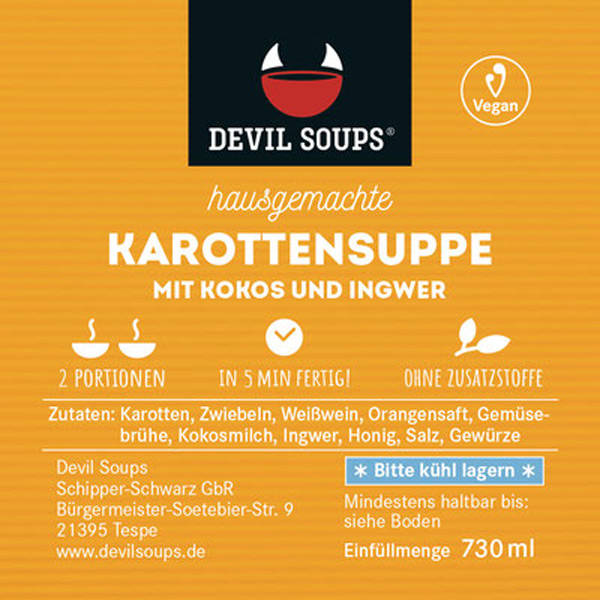 DEVIL SOUPS®
Vegan
hausgemachte
KAROTTENSUPPE
MIT KOKOS UND INGWER
2 PORTIONEN
IN 5 MIN FERTIG!
OHNE ZUSATZSTOFFE
Zutaten: Karotten, Zwiebeln, Weißwein, Orangensaft, Gemüse-
brühe, Kokosmilch, Ingwer, Honig, Salz, Gewürze
Devil Soups
Schipper-Schwarz GbR
Bürgermeister-Soetebier-Str. 9
21395 Tespe
www.devilsoups.de
* Bitte kühl lagern *
Mindestens haltbar bis:
siehe Boden
Einfüllmenge 730 ml